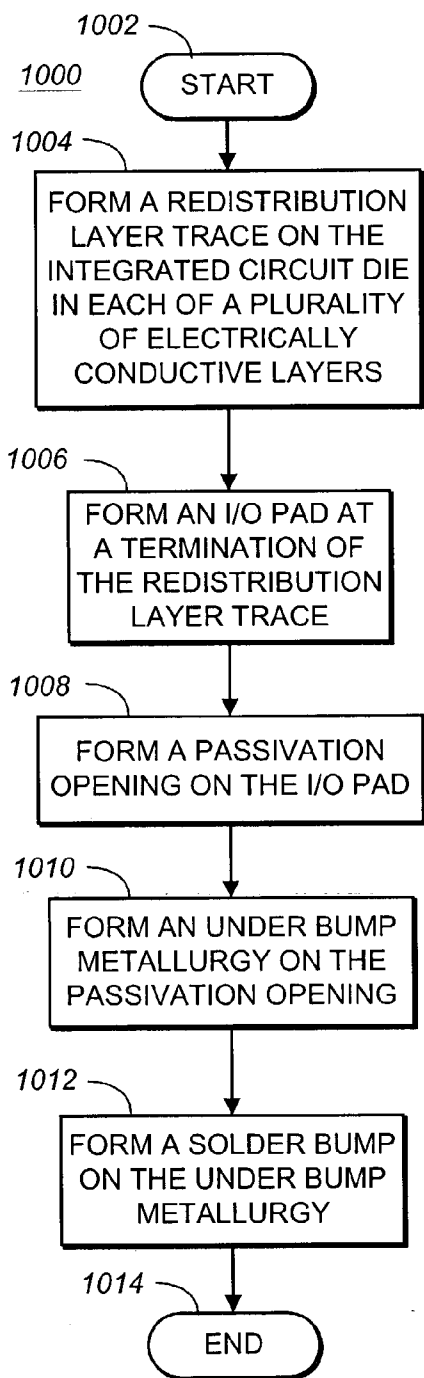 1002
1000
START
1004
FORM A REDISTRIBUTION
LAYER TRACE ON THE
INTEGRATED CIRCUIT DIE
IN EACH OF A PLURALITY
OF ELECTRICALLY
CONDUCTIVE LAYERS
1006
FORM AN I/O PAD AT
A TERMINATION OF
THE REDISTRIBUTION
LAYER TRACE
1008
FORM A PASSIVATION
OPENING ON THE I/O PAD
1010
FORM AN UNDER BUMP
METALLURGY ON THE
PASSIVATION OPENING
1012
FORM A SOLDER BUMP
ON THE UNDER BUMP
METALLURGY
1014
END